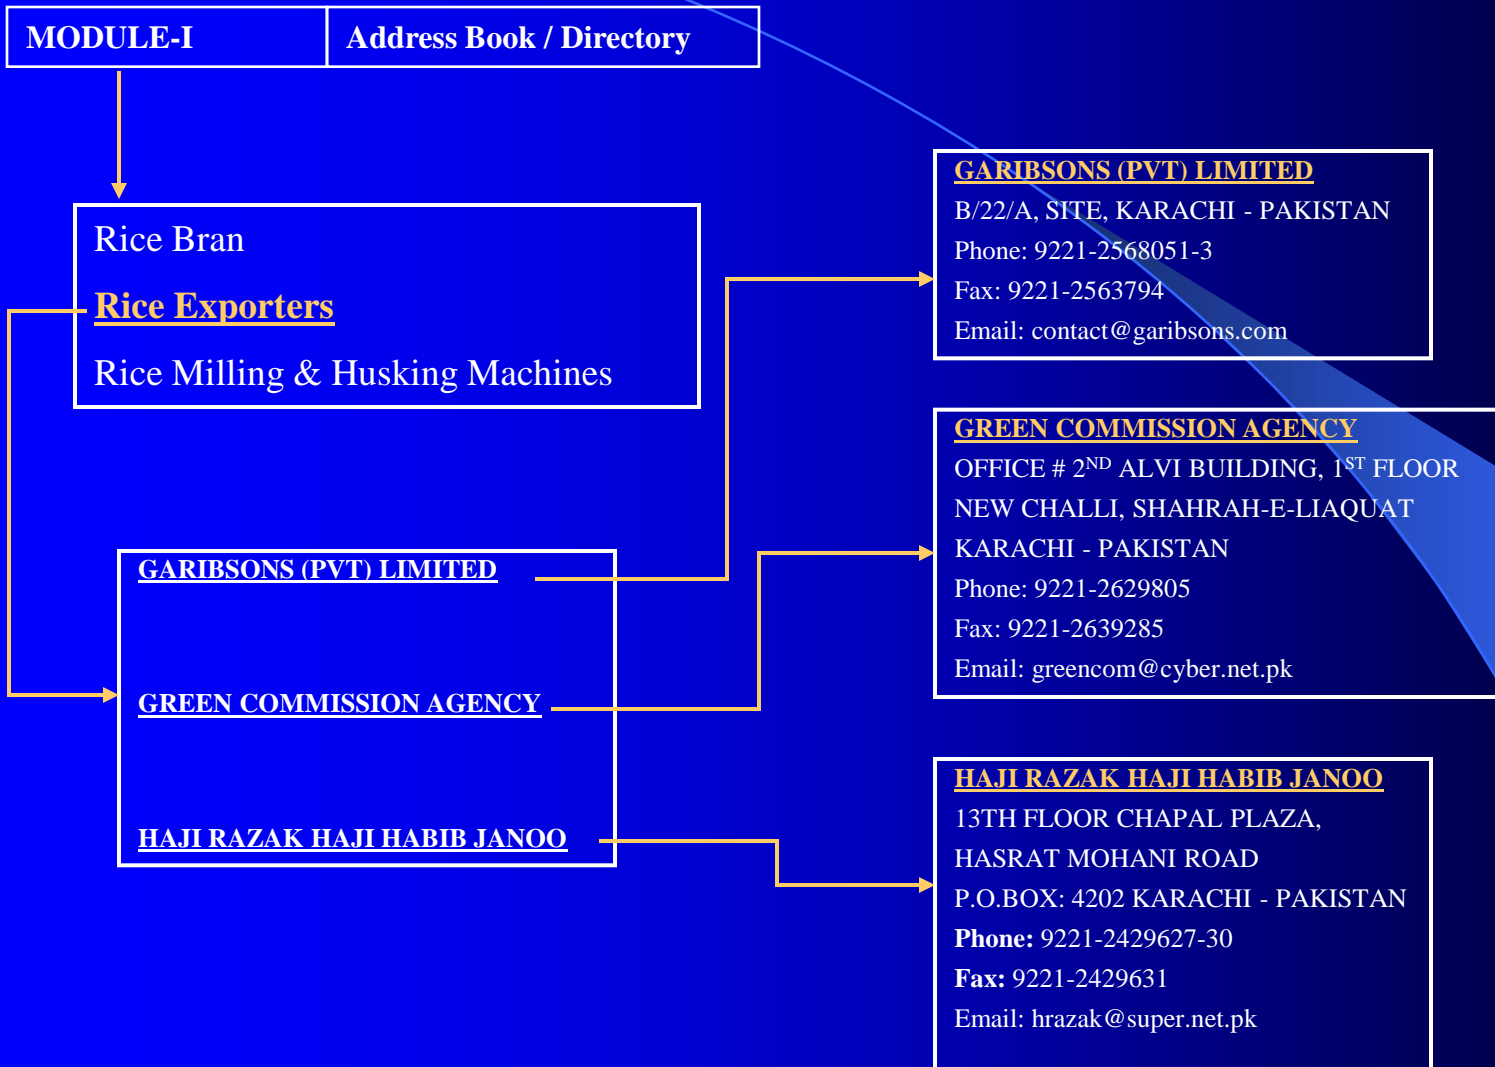 MODULE-I Address Book / Directory
Rice Bran
Rice Exporters
Rice Milling & Husking Machines
GARIBSONS (PVT) LIMITED
GREEN COMMISSION AGENCY
HAJI RAZAK HAJI HABIB JANOO
GARIBSONS (PVT) LIMITED
B/22/A, SITE, KARACHI - PAKISTAN
Phone: 9221-2568051-3
Fax: 9221-2563794
Email: contact@garibsons.com
GREEN COMMISSION AGENCY
OFFICE # 2ND ALVI BUILDING, 1ST FLOOR
NEW CHALLI, SHAHRAH-E-LIAQUAT
KARACHI - PAKISTAN
Phone: 9221-2629805
Fax: 9221-2639285
Email: greencom@cyber.net.pk
HAJI RAZAK HAJI HABIB JANOO
13TH FLOOR CHAPAL PLAZA,
HASRAT MOHANI ROAD
P.O.BOX: 4202 KARACHI - PAKISTAN
Phone: 9221-2429627-30
Fax: 9221-2429631
Email: hrazak@super.net.pk